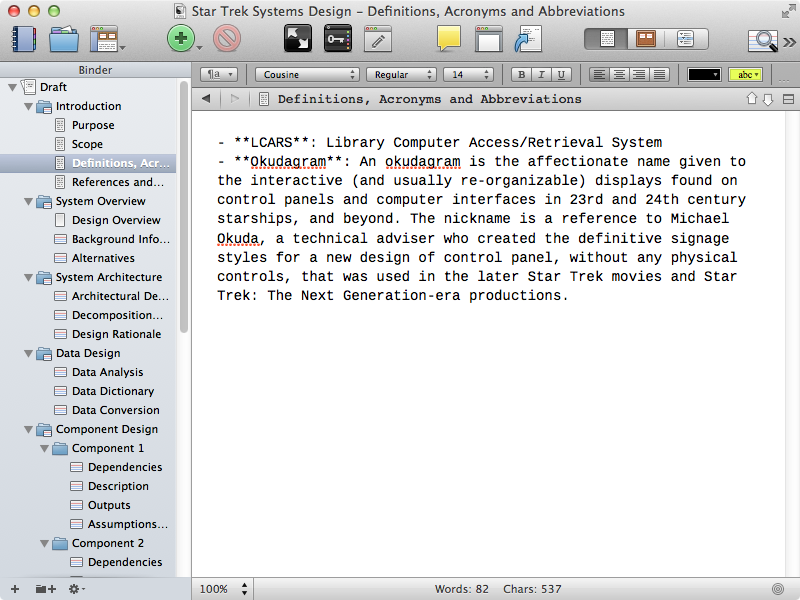 Star Trek Systems Design – Definitions, Acronyms and Abbreviations
Binder
¶a
Cousine
Regular
14
B I U
abc
Draft
Introduction
Purpose
Scope
Definitions, Acr...
References and...
System Overview
Design Overview
Background Info...
Alternatives
System Architecture
Architectural De...
Decomposition...
Design Rationale
Data Design
Data Analysis
Data Dictionary
Data Conversion
Component Design
Component 1
Dependencies
Description
Outputs
Assumptions...
Component 2
Dependencies
Definitions, Acronyms and Abbreviations
- **LCARS**: Library Computer Access/Retrieval System
- **Okudagram**: An okudagram is the affectionate name given to
the interactive (and usually re-organizable) displays found on
control panels and computer interfaces in 23rd and 24th century
starships, and beyond. The nickname is a reference to Michael
Okuda, a technical adviser who created the definitive signage
styles for a new design of control panel, without any physical
controls, that was used in the later Star Trek movies and Star
Trek: The Next Generation-era productions.
100%
Words: 82 Chars: 537